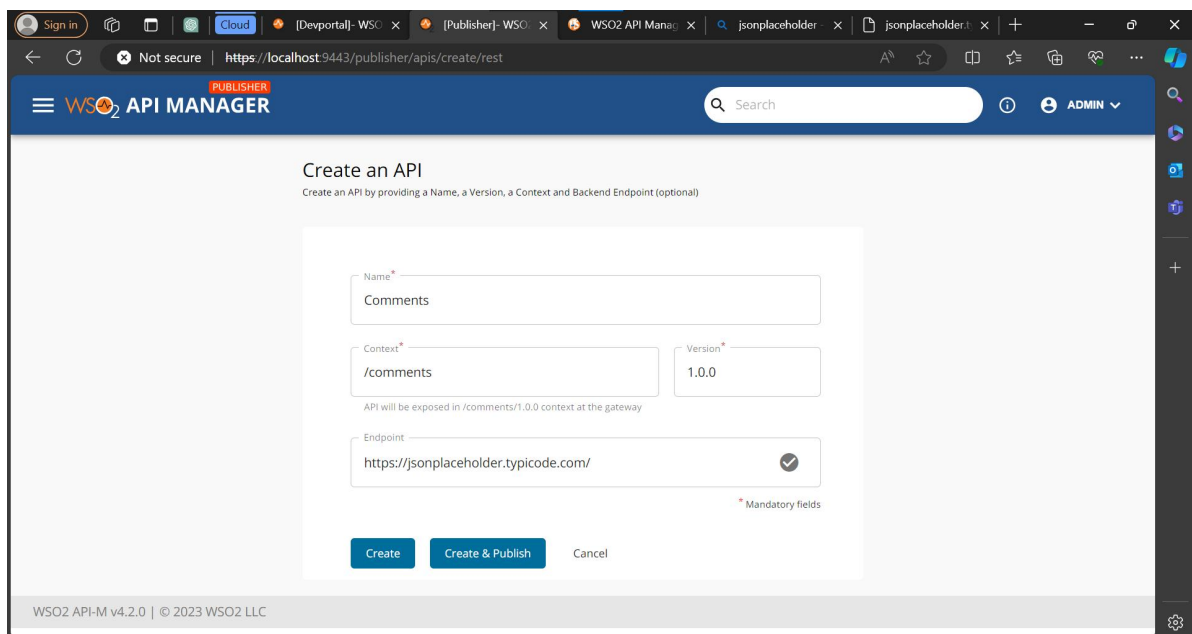 Sign in
Cloud
[Devportal]- WSO
[Publisher]- WSO
WSO2 API Manag
jsonplaceholder -
jsonplaceholder.t
Not secure | https://localhost:9443/publisher/apis/create/rest
PUBLISHER
WSO2 API MANAGER
Search
ADMIN
Create an API
Create an API by providing a Name, a Version, a Context and Backend Endpoint (optional)
Name*
Comments
Context*
Version*
/comments
1.0.0
API will be exposed in /comments/1.0.0 context at the gateway
Endpoint
https://jsonplaceholder.typicode.com/
* Mandatory fields
Create
Create & Publish
Cancel
WSO2 API-M v4.2.0 | © 2023 WSO2 LLC